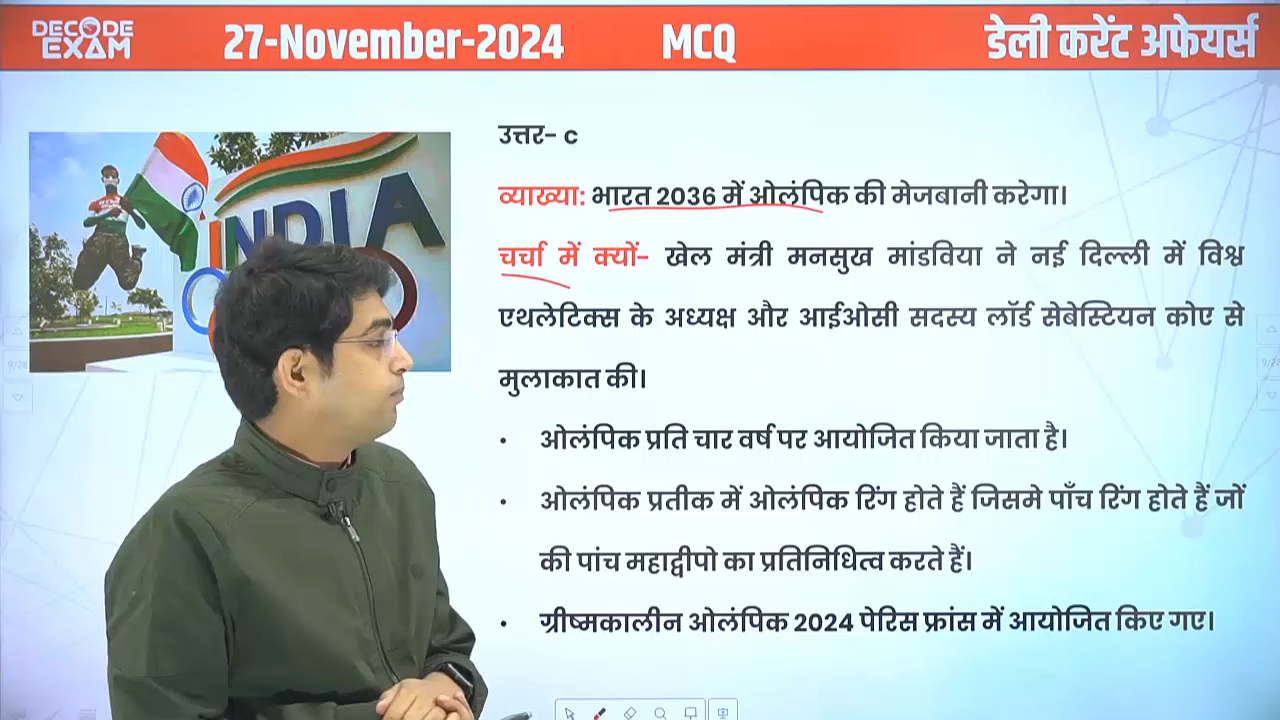 DECODE EXAM
27-November-2024 MCQ डेली करेंट अफेयर्स
INDIA
उत्तर- c
व्याख्या: भारत 2036 में ओलंपिक की मेजबानी करेगा।
चर्चा में क्यों- खेल मंत्री मनसुख मांडविया ने नई दिल्ली में विश्व
एथलेटिक्स के अध्यक्ष और आईओसी सदस्य लॉर्ड सेबेस्टियन कोए से
मुलाकात की।
• ओलंपिक प्रति चार वर्ष पर आयोजित किया जाता है।
• ओलंपिक प्रतीक में ओलंपिक रिंग होते हैं जिसमे पाँच रिंग होते हैं जों
की पांच महाद्वीपो का प्रतिनिधित्व करते हैं।
• ग्रीष्मकालीन ओलंपिक 2024 पेरिस फ्रांस में आयोजित किए गए।
9/28